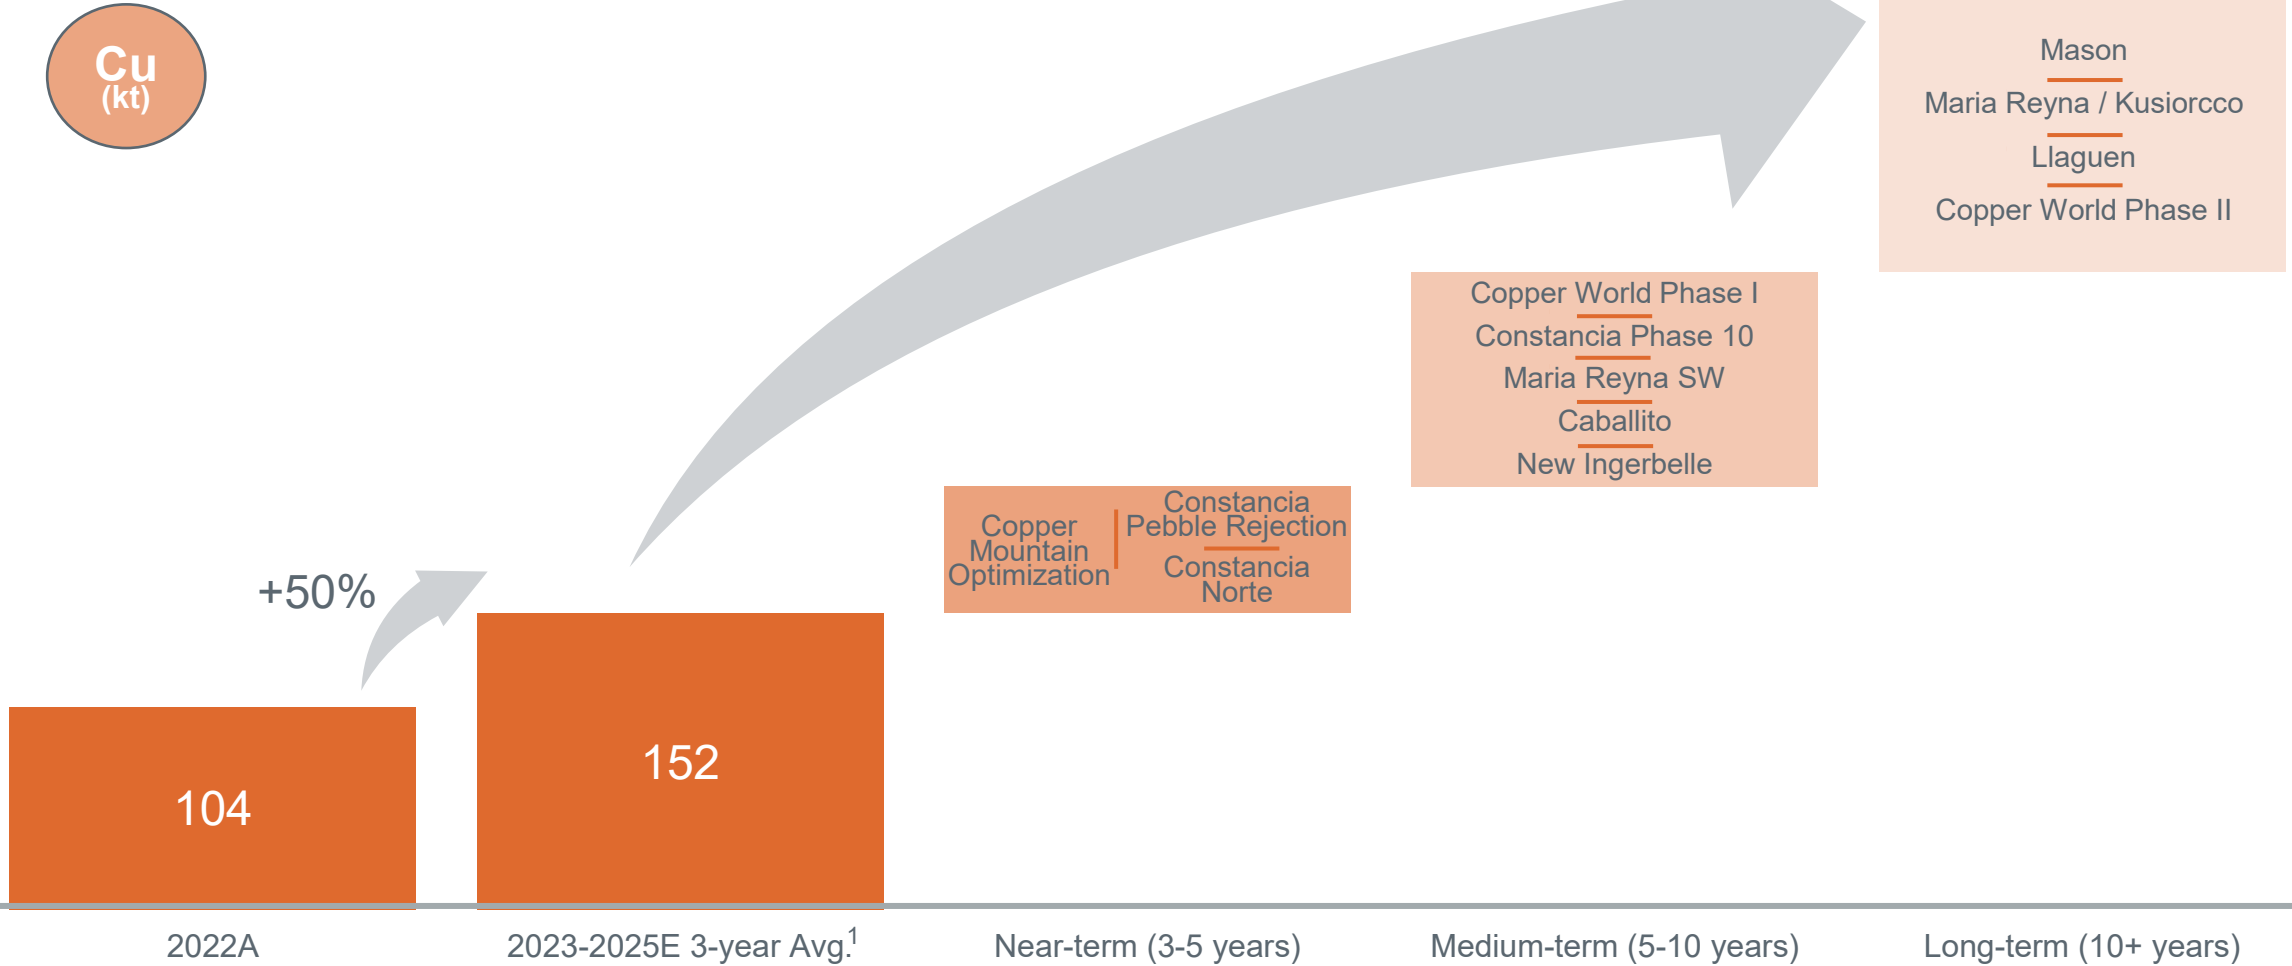 Cu
(kt)
Mason
Maria Reyna / Kusiorcco
Llaguen
Copper World Phase II
Copper World Phase I
Constancia Phase 10
Maria Reyna SW
Caballito
New Ingerbelle
Copper
Mountain
Optimization
Constancia
Pebble Rejection
Constancia
Norte
+50%
104
152
2022A
2023-2025E 3-year Avg.1
Near-term (3-5 years)
Medium-term (5-10 years)
Long-term (10+ years)